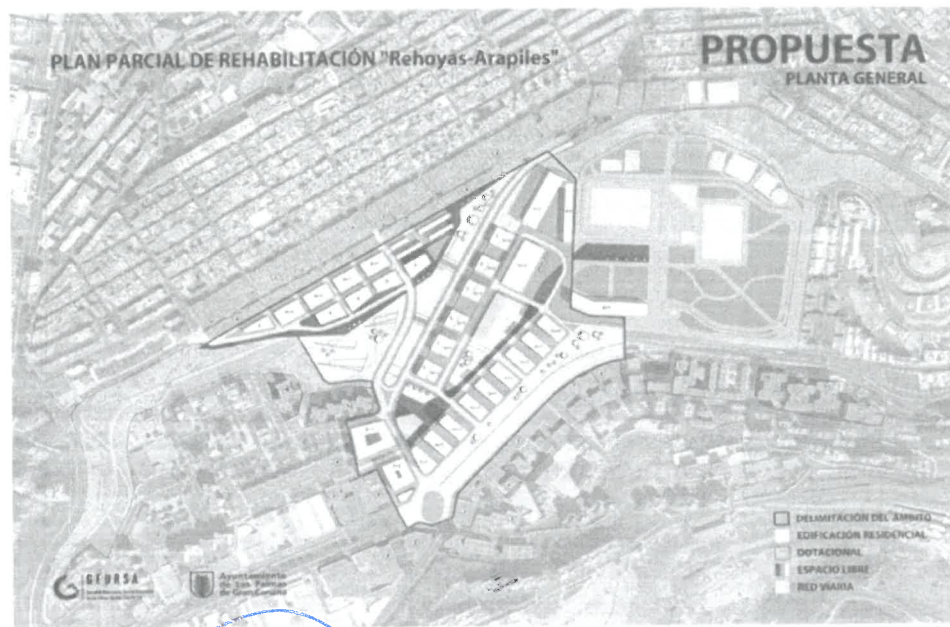 PLAN PARCIAL DE REHABILITACIÓN "Rehoyas-Arapiles"
PROPUESTA
PLANTA GENERAL
DELIMITACIÓN DEL ÁMBITO
EDIFICACIÓN RESIDENCIAL
DOTACIONAL
ESPACIO LIBRE
RED VIARIA
GEURSA
Ayuntamiento
de Las Palmas
de Gran Canaria